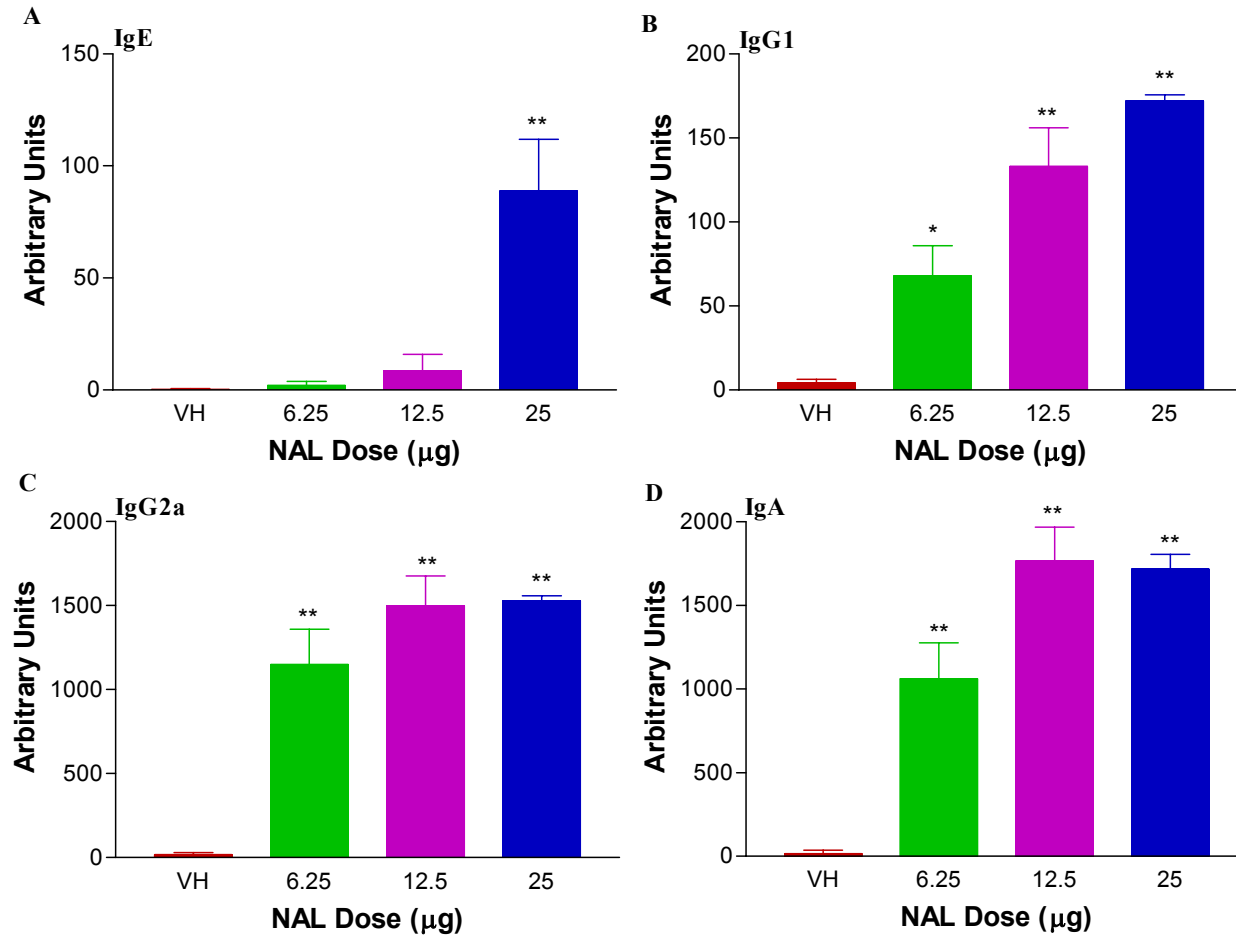 A
IgE
Arbitrary Units
150
100
50
0
**
VH 6.25 12.5 25
NAL Dose (μg)
B
IgG1
Arbitrary Units
200
150
100
50
0
* ** **
VH 6.25 12.5 25
NAL Dose (μg)
C
IgG2a
Arbitrary Units
2000
1500
1000
500
0
** ** **
VH 6.25 12.5 25
NAL Dose (μg)
D
IgA
Arbitrary Units
2000
1500
1000
500
0
** ** **
VH 6.25 12.5 25
NAL Dose (μg)